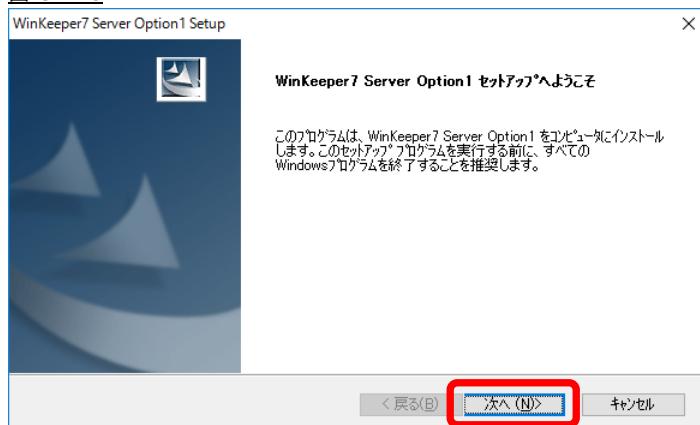 WinKeeper7 Server Option1 Setup
WinKeeper7 Server Option1 ｾｯﾄｱｯﾌﾟへようこそ
このﾌﾟﾛｸﾞﾗﾑは、WinKeeper7 Server Option1 をｺﾝﾋﾟｭｰﾀにｲﾝｽﾄｰﾙ
します。このｾｯﾄｱｯﾌﾟ ﾌﾟﾛｸﾞﾗﾑを実行する前に、すべての
Windowsﾌﾟﾛｸﾞﾗﾑを終了することを推奨します。
< 戻る(B)
次へ (N)>
ｷｬﾝｾﾙ